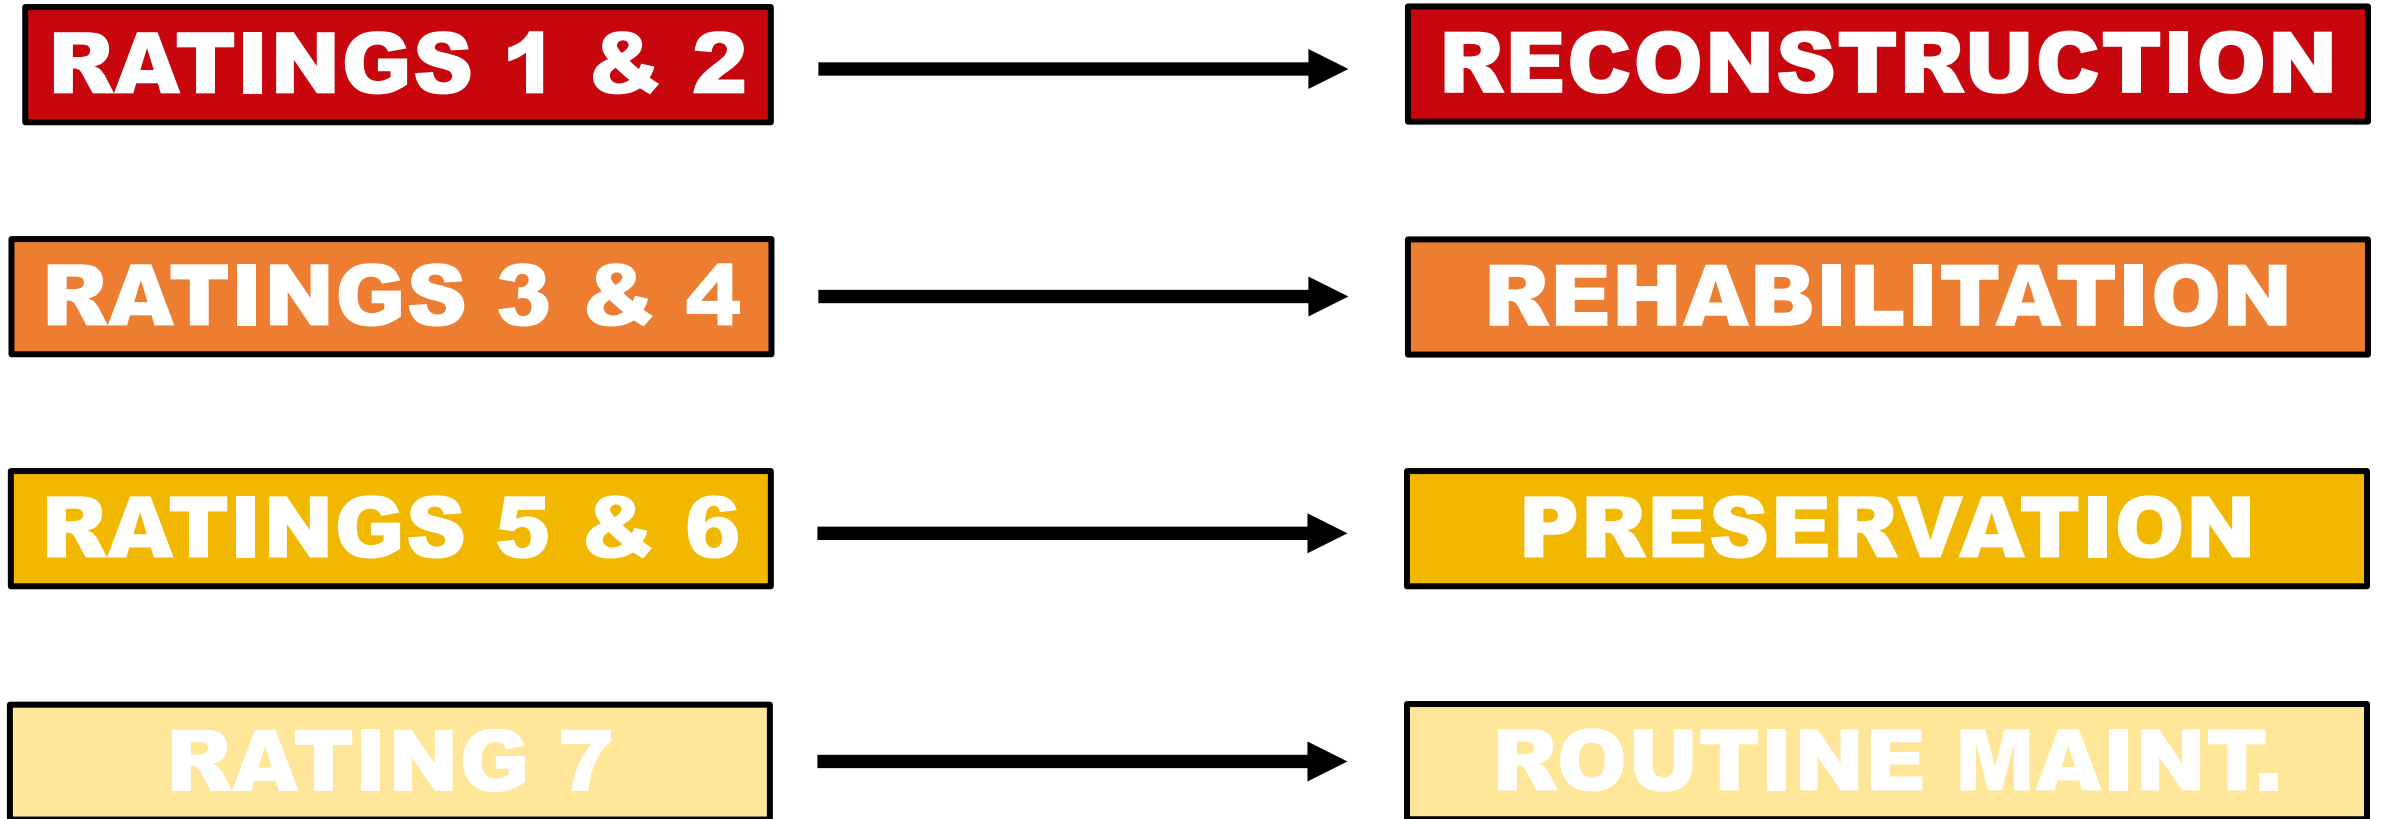 RATINGS 1 & 2
RECONSTRUCTION
RATINGS 3 & 4
REHABILITATION
RATINGS 5 & 6
PRESERVATION
RATING 7
ROUTINE MAINT.